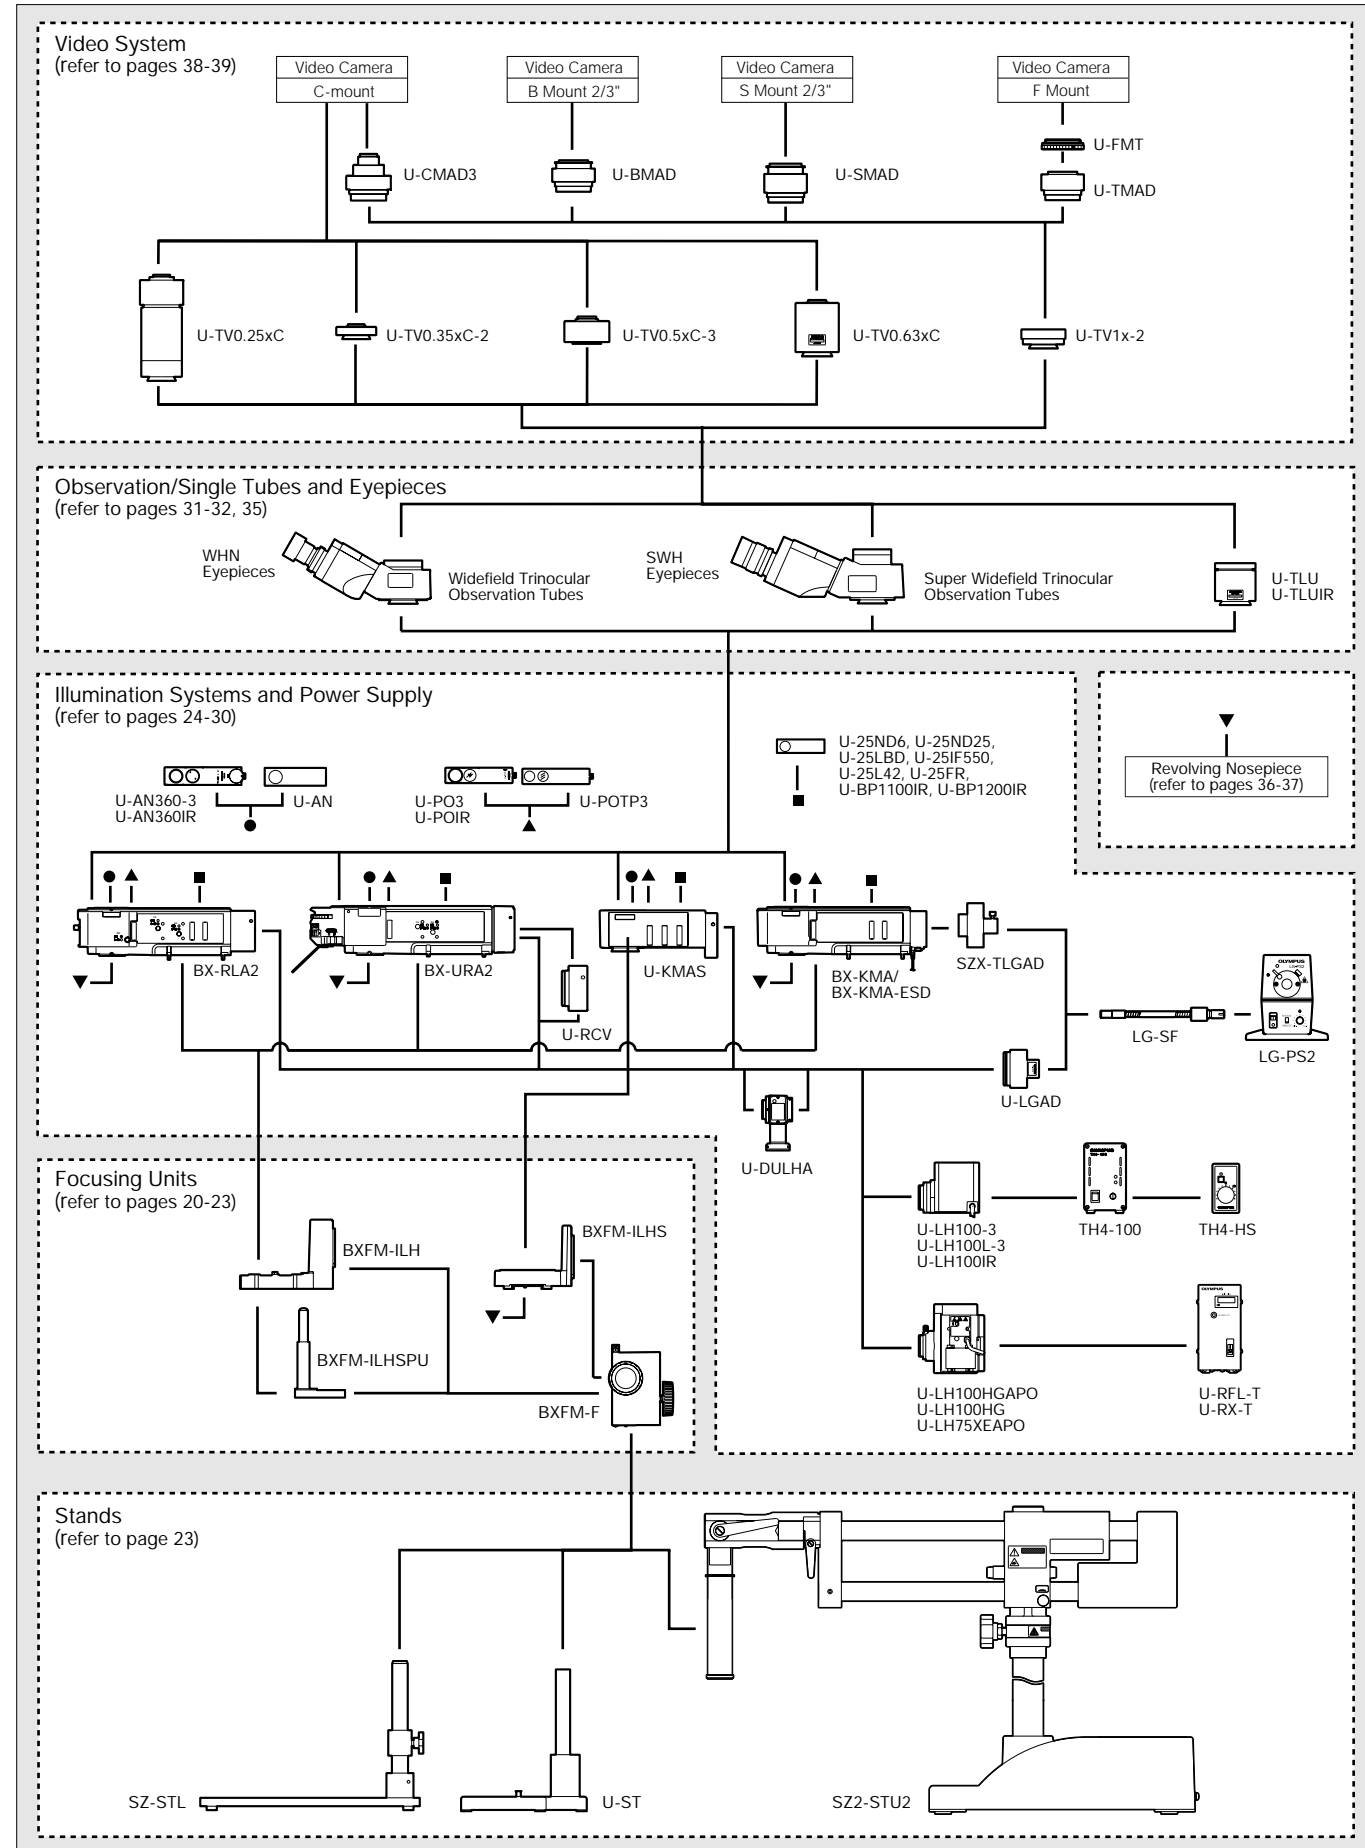 Video System
(refer to pages 38-39)
Video Camera
C-mount
Video Camera
B Mount 2/3"
Video Camera
S Mount 2/3"
Video Camera
F Mount
U-FMT
U-CMAD3
U-BMAD
U-SMAD
U-TMAD
U-TV0.25xC
U-TV0.35xC-2
U-TV0.5xC-3
U-TV0.63xC
U-TV1x-2
Observation/Single Tubes and Eyepieces
(refer to pages 31-32, 35)
WHN
Eyepieces
Widefield Trinocular
Observation Tubes
SWH
Eyepieces
Super Widefield Trinocular
Observation Tubes
U-TLU
U-TLUIR
Illumination Systems and Power Supply
(refer to pages 24-30)
U-AN360-3
U-AN360IR
U-AN
U-PO3
U-POIR
U-POTP3
U-25ND6, U-25ND25,
U-25LBD, U-25IF550,
U-25L42, U-25FR,
U-BP1100IR, U-BP1200IR
Revolving Nosepiece
(refer to pages 36-37)
BX-RLA2
BX-URA2
U-KMAS
BX-KMA/
BX-KMA-ESD
SZX-TLGAD
U-RCV
LG-SF
OLYMPUS
LG-PS2
U-LGAD
U-DULHA
U-LH100-3
U-LH100L-3
U-LH100IR
TH4-100
TH4-HS
U-LH100HGAPO
U-LH100HG
U-LH75XEAPO
OLYMPUS
U-RFL-T
U-RX-T
Focusing Units
(refer to pages 20-23)
BXFM-ILH
BXFM-ILHS
BXFM-ILHSPU
BXFM-F
Stands
(refer to page 23)
SZ-STL
U-ST
SZ2-STU2